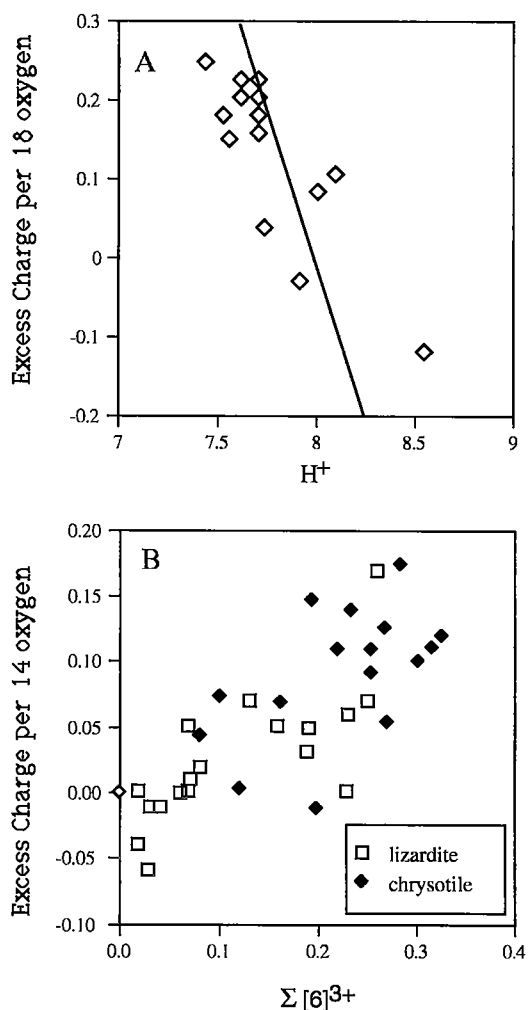 A
Excess Charge per 18 oxygen
0.3
0.2
0.1
0
-0.1
-0.2
7
7.5
8
8.5
9
H+
B
Excess Charge per 14 oxygen
0.20
0.15
0.10
0.05
0.00
-0.05
-0.10
lizardite
chrysotile
0.0
0.1
0.2
0.3
0.4
Σ [6]3+